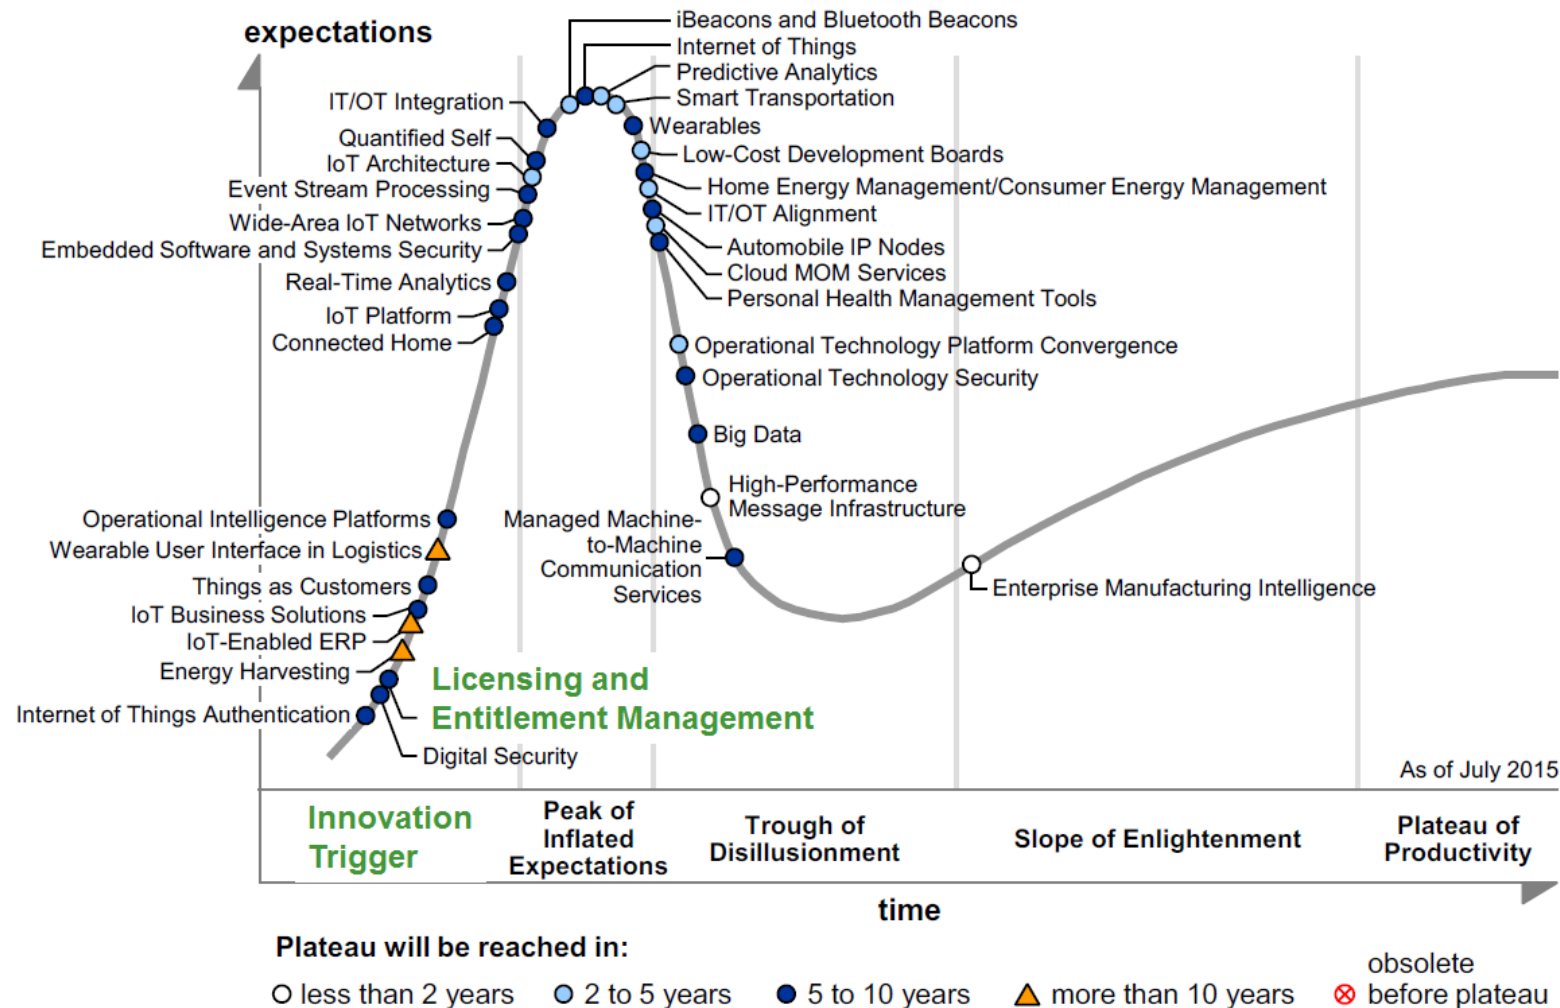 expectations
iBeacons and Bluetooth Beacons
Internet of Things
Predictive Analytics
Smart Transportation
IT/OT Integration
Wearables
Quantified Self
Low-Cost Development Boards
IoT Architecture
Event Stream Processing
Home Energy Management/Consumer Energy Management
IT/OT Alignment
Wide-Area IoT Networks
Embedded Software and Systems Security
Automobile IP Nodes
Cloud MOM Services
Real-Time Analytics
Personal Health Management Tools
IoT Platform
Connected Home
Operational Technology Platform Convergence
Operational Technology Security
Big Data
High-Performance
Message Infrastructure
Operational Intelligence Platforms
Managed Machine-
to-Machine
Communication
Services
Wearable User Interface in Logistics
Things as Customers
Enterprise Manufacturing Intelligence
IoT Business Solutions
IoT-Enabled ERP
Energy Harvesting
Licensing and
Entitlement Management
Internet of Things Authentication
Digital Security
As of July 2015
Innovation
Trigger
Peak of
Inflated
Expectations
Trough of
Disillusionment
Slope of Enlightenment
Plateau of
Productivity
time
Plateau will be reached in:
less than 2 years
2 to 5 years
5 to 10 years
more than 10 years
obsolete
before plateau